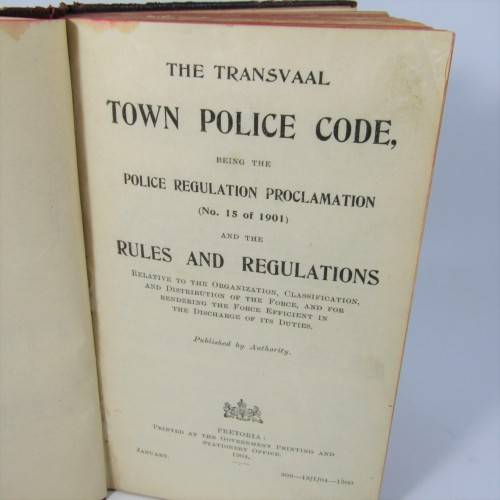 THE TRANSVAAL
TOWN POLICE CODE,
BEING THE
POLICE REGULATION PROCLAMATION
(No. 15 of 1901)
AND THE
RULES AND REGULATIONS
RELATIVE TO THE ORGANIZATION, CLASSIFICATION,
AND DISTRIBUTION OF THE FORCE, AND FOR
RENDERING THE FORCE EFFICIENT IN
THE DISCHARGE OF ITS DUTIES.
Published by Authority.
PRETORIA:
PRINTED AT THE GOVERNMENT PRINTING AND
STATIONERY OFFICE.
1904.
JANUARY.